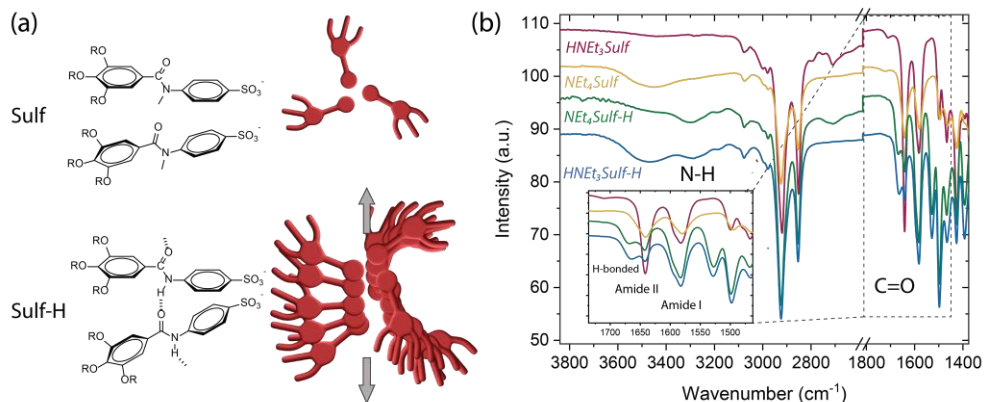 (a)
RO
RO
RO
O
C
N
SO₃⁻
Sulf
RO
RO
RO
O
N
SO₃⁻
RO
RO
RO
O
N
H
SO₃⁻
Sulf-H
RO
RO
OR
O
N
H
SO₃⁻
(b)
110
100
90
80
70
60
50
Intensity (a.u.)
HNEt₃Sulf
NEt₄Sulf
NEt₄Sulf-H
HNEt₃Sulf-H
N-H
C=O
H-bonded
Amide II
Amide I
1700 1650 1600 1550 1500
3800 3600 3400 3200 3000 2800 1800 1600 1400
Wavenumber (cm⁻¹)